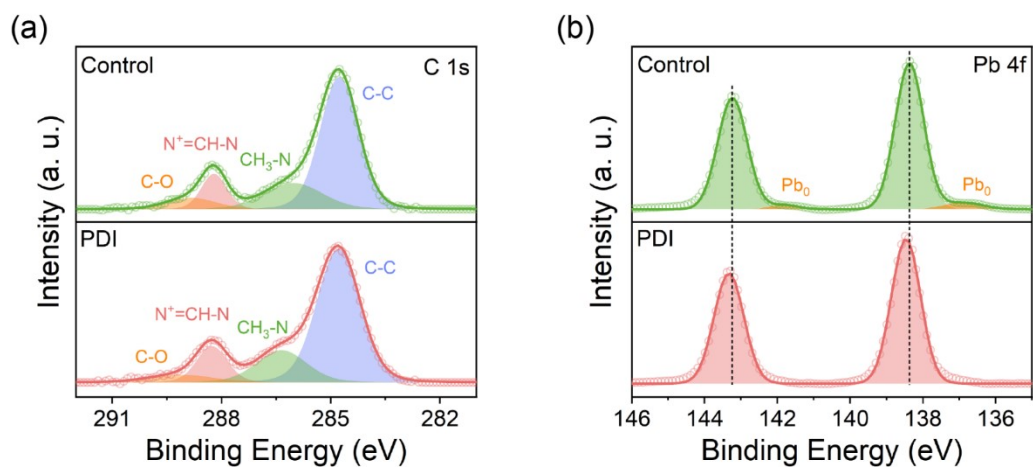 (a)
Control
C 1s
C-C
N⁺=CH-N
CH₃-N
C-O
PDI
C-C
N⁺=CH-N
CH₃-N
C-O
Intensity (a. u.)
291 288 285 282
Binding Energy (eV)
(b)
Control
Pb 4f
Pb₀
Pb₀
PDI
Intensity (a. u.)
146 144 142 140 138 136
Binding Energy (eV)